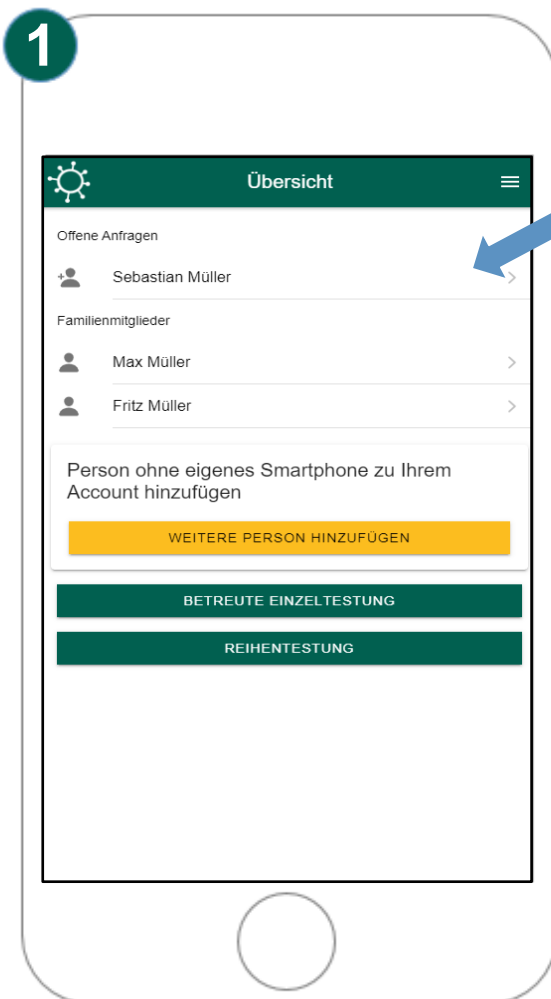 1
Übersicht
Offene Anfragen
Sebastian Müller
Familienmitglieder
Max Müller
Fritz Müller
Person ohne eigenes Smartphone zu Ihrem
Account hinzufügen
WEITERE PERSON HINZUFÜGEN
BETREUTE EINZELTESTUNG
REIHENTESTUNG